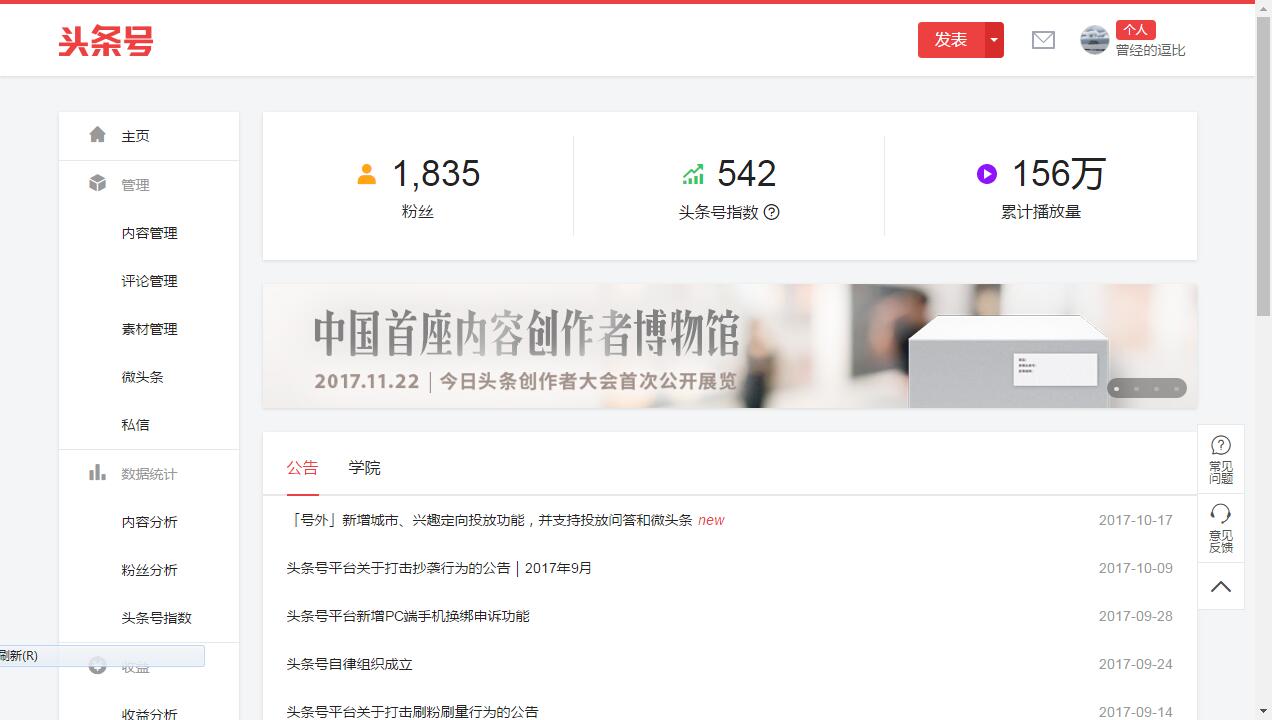 头条号
发表
个人
曾经的逗比
主页
管理
内容管理
评论管理
素材管理
微头条
私信
数据统计
内容分析
粉丝分析
头条号指数
刷新(R)
收益
收益分析
1,835
粉丝
542
头条号指数
156万
累计播放量
中国首座内容创作者博物馆
2017.11.22 | 今日头条创作者大会首次公开展览
公告 学院
「号外」新增城市、兴趣定向投放功能，并支持投放问答和微头条 new 2017-10-17
头条号平台关于打击抄袭行为的公告 | 2017年9月 2017-10-09
头条号平台新增PC端手机换绑申诉功能 2017-09-28
头条号自律组织成立 2017-09-24
头条号平台关于打击刷粉刷量行为的公告 2017-09-14
常见
问题
意见
反馈